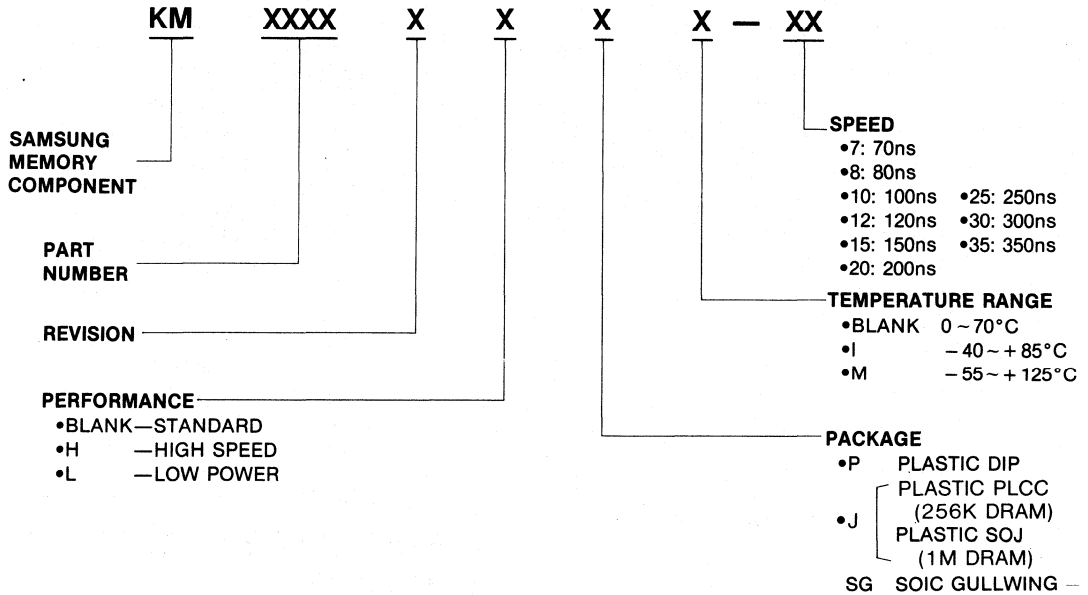 KM XXXX X X X X — XX
SAMSUNG
MEMORY
COMPONENT
PART
NUMBER
REVISION
PERFORMANCE
•BLANK—STANDARD
•H —HIGH SPEED
•L —LOW POWER
SPEED
•7: 70ns
•8: 80ns
•10: 100ns •25: 250ns
•12: 120ns •30: 300ns
•15: 150ns •35: 350ns
•20: 200ns
TEMPERATURE RANGE
•BLANK 0~70°C
•I −40~+85°C
•M −55~+125°C
PACKAGE
•P PLASTIC DIP
•J PLASTIC PLCC
(256K DRAM)
PLASTIC SOJ
(1M DRAM)
SG SOIC GULLWING —